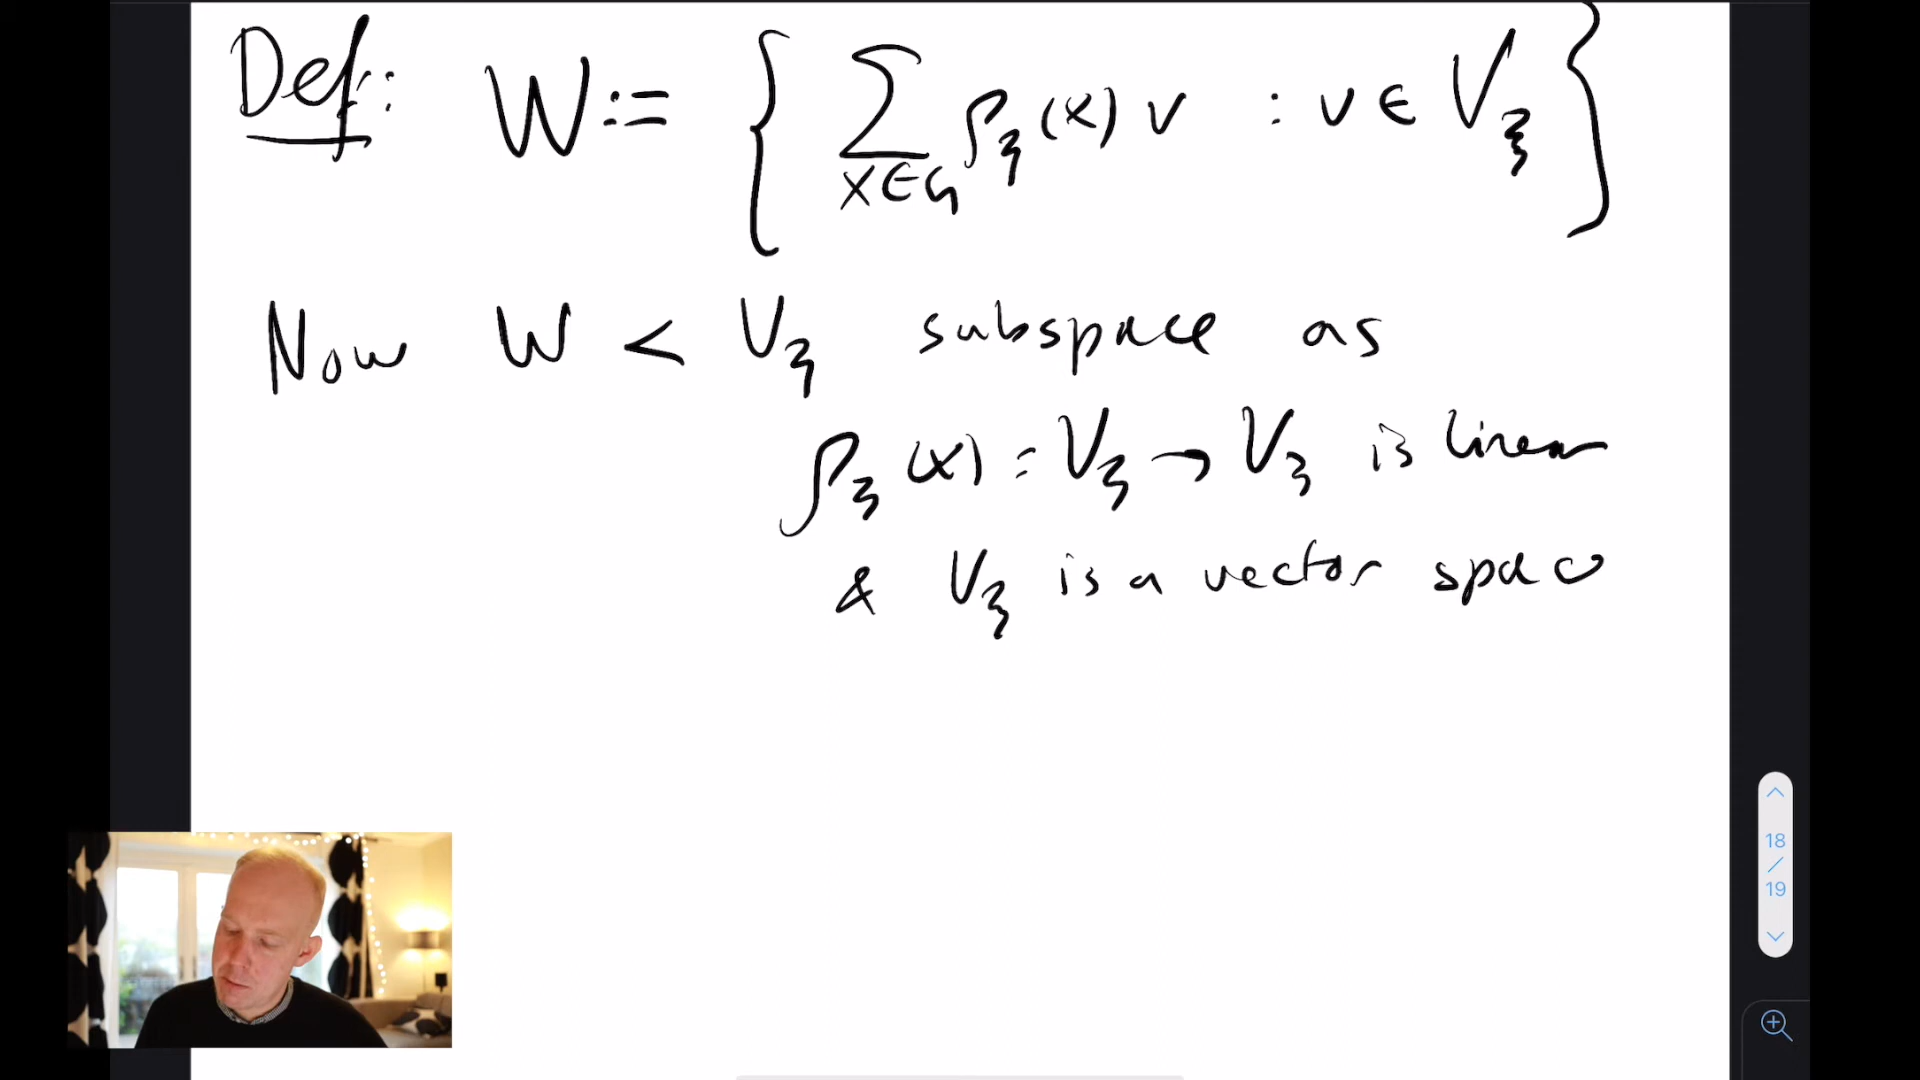 Def: W := { ∑_{x∈G} ρ_ξ(x) v : v ∈ V_ξ }
Now W < V_ξ subspace as
ρ_ξ(x) : V_ξ → V_ξ is linear
& V_ξ is a vector space
18
/
19